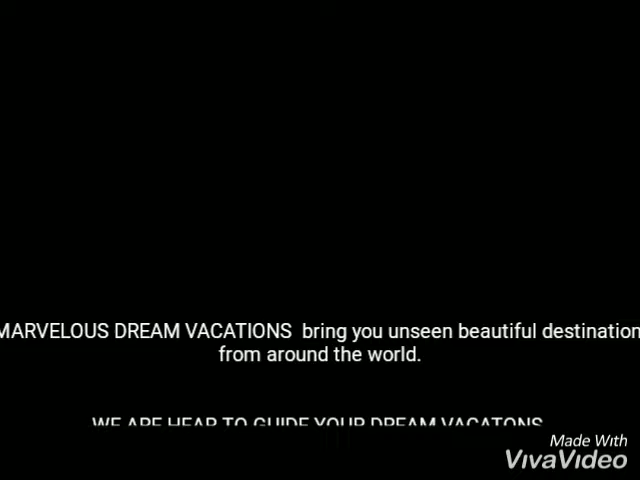 MARVELOUS DREAM VACATIONS bring you unseen beautiful destination
from around the world.
WE ARE HEAR TO GUIDE YOUR DREAM VACATONS
Made With
VivaVideo